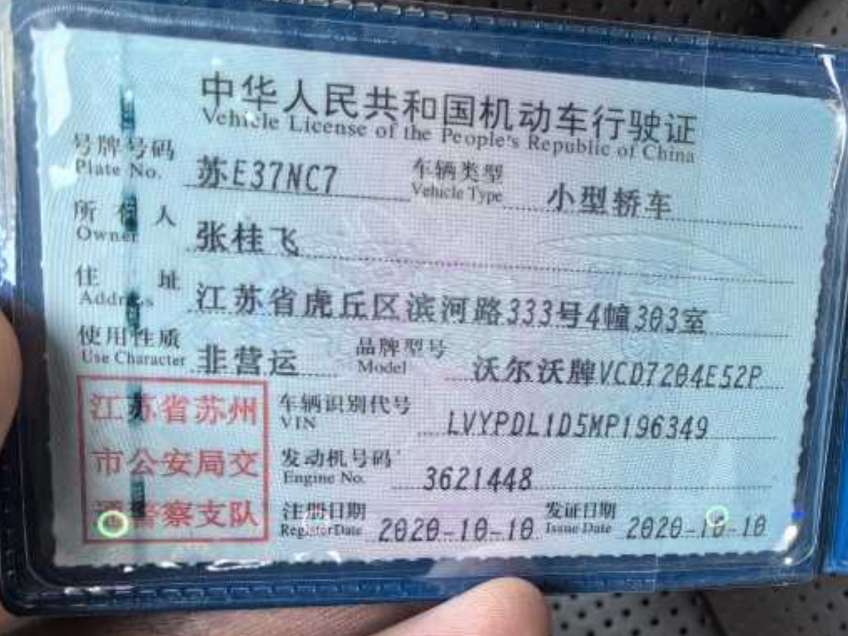 中华人民共和国机动车行驶证
Vehicle License of the People's Republic of China
号牌号码 苏E37NC7 车辆类型 小型轿车
Plate No. Vehicle Type
所有人 张桂飞
Owner
住址 江苏省虎丘区滨河路333号4幢303室
Address
使用性质 非营运 品牌型号 沃尔沃牌VCD7204E52P
Use Character Model
江苏省苏州 车辆识别代号 LVYPDL1D5MP196349
VIN
市公安局交 发动机号码 3621448
Engine No.
通警察支队 注册日期 2020-10-10 发证日期 2020-10-10
Register Date Issue Date